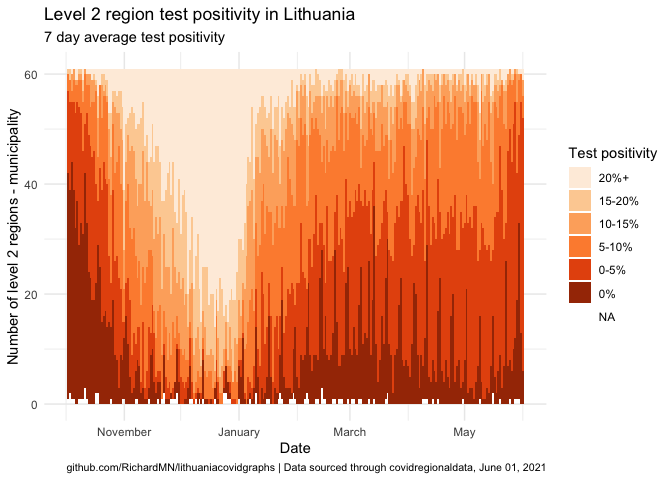 Level 2 region test positivity in Lithuania
7 day average test positivity
Number of level 2 regions - municipality
60
40
20
0
November
January
March
May
Date
Test positivity
20%+
15-20%
10-15%
5-10%
0-5%
0%
NA
github.com/RichardMN/lithuaniacovidgraphs | Data sourced through covidregionaldata, June 01, 2021